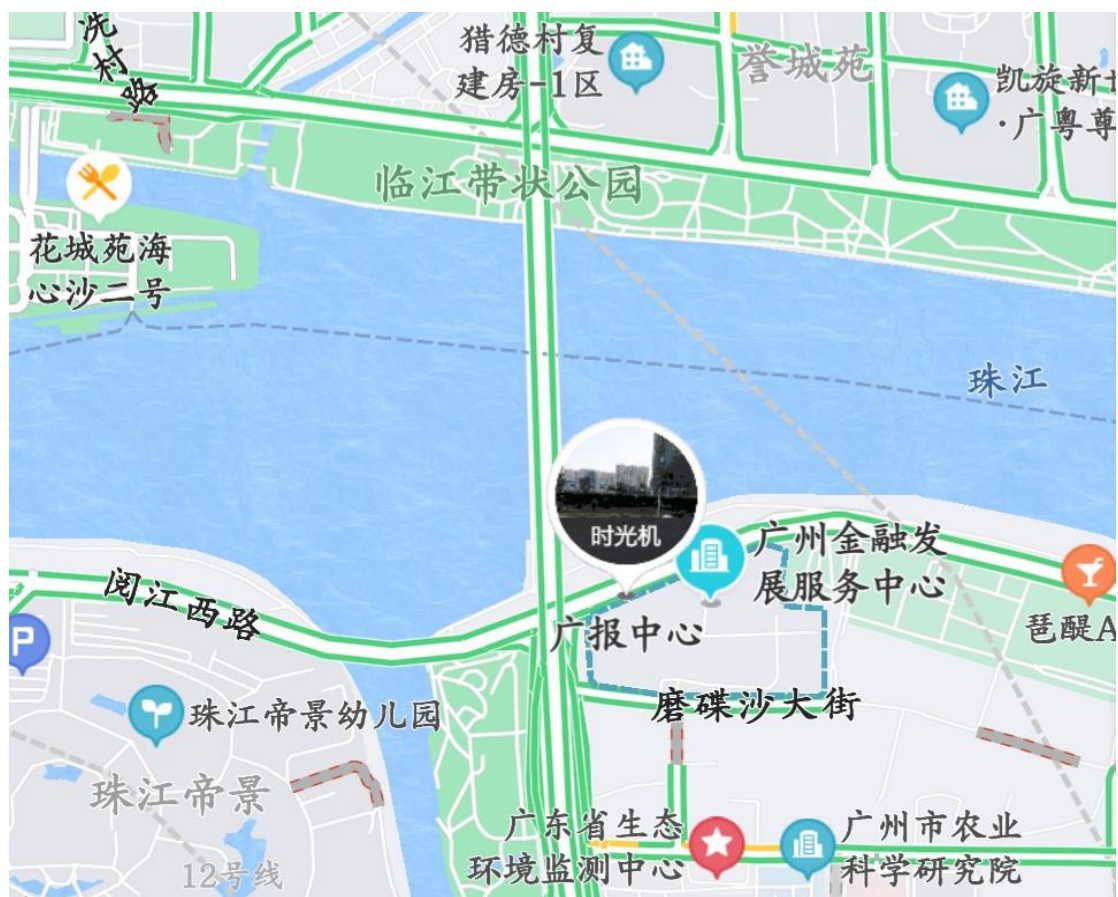 冼村路
猎德村复
建房-1区
誉城苑
凯旋新世
·广粤尊
临江带状公园
花城苑海
心沙二号
珠江
时光机
广州金融发
展服务中心
阅江西路
广报中心
琶醍A
P
磨碟沙大街
珠江帝景幼儿园
珠江帝景
广东省生态
环境监测中心
广州市农业
科学研究院
12号线